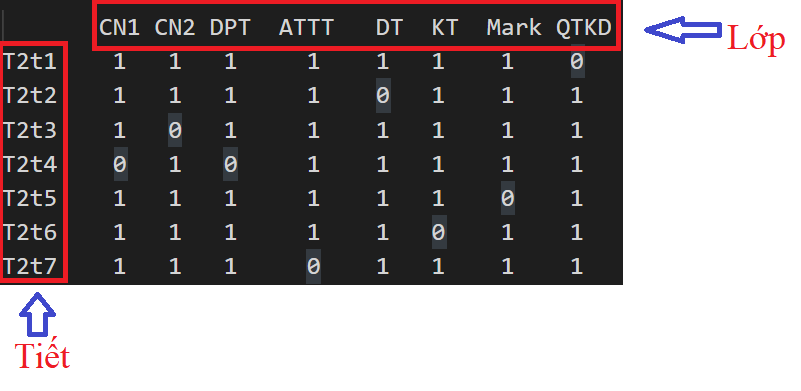 CN1 CN2 DPT ATTT DT KT Mark QTKD
Lớp
T2t1 1 1 1 1 1 1 1 0
T2t2 1 1 1 1 0 1 1 1
T2t3 1 0 1 1 1 1 1 1
T2t4 0 1 0 1 1 1 1 1
T2t5 1 1 1 1 1 1 0 1
T2t6 1 1 1 1 1 0 1 1
T2t7 1 1 1 0 1 1 1 1
Tiết